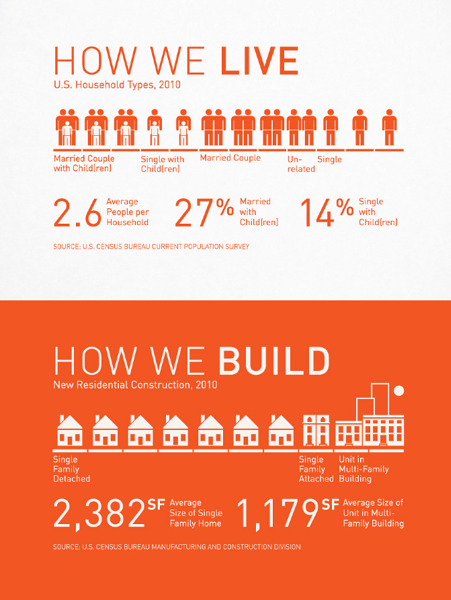 HOW WE LIVE
U.S. Household Types, 2010
Married Couple
with Child(ren)
Single with
Child(ren)
Married Couple
Un-
related
Single
2.6
Average
People per
Household
27%
Married
with
Child(ren)
14%
Single
with
Child(ren)
SOURCE: U.S. CENSUS BUREAU CURRENT POPULATION SURVEY
HOW WE BUILD
New Residential Construction, 2010
Single
Family
Detached
Single
Family
Attached
Unit in
Multi-Family
Building
2,382SF
Average
Size of Single
Family Home
1,179SF
Average Size of
Unit in Multi-
Family Building
SOURCE: U.S. CENSUS BUREAU MANUFACTURING AND CONSTRUCTION DIVISION